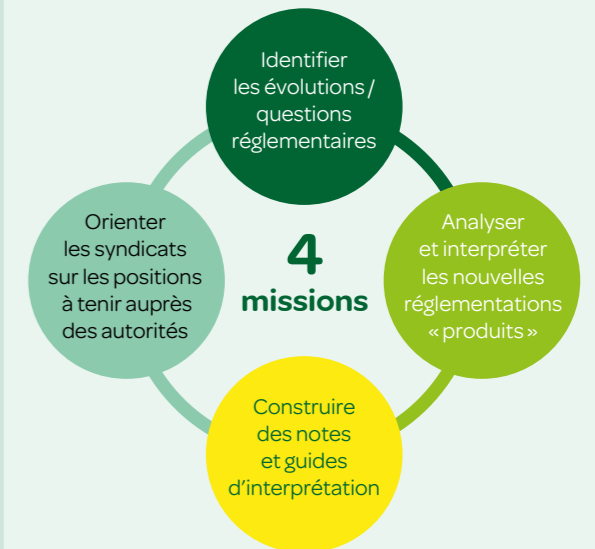 Identifier
les évolutions /
questions
réglementaires
Orienter
les syndicats
sur les positions
à tenir auprès
des autorités
4
missions
Analyser
et interpréter
les nouvelles
réglementations
« produits »
Construire
des notes
et guides
d'interprétation